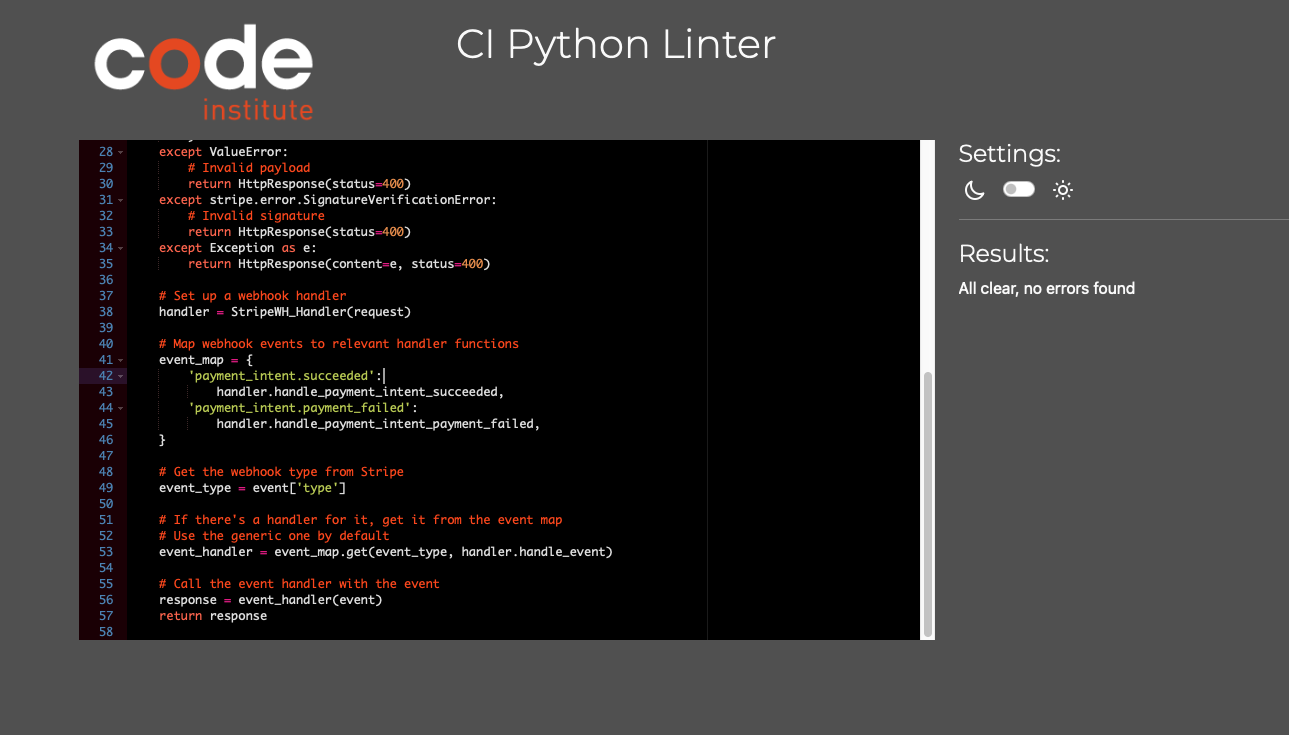 code
institute
CI Python Linter
28 except ValueError:
29 # Invalid payload
30 return HttpResponse(status=400)
31 except stripe.error.SignatureVerificationError:
32 # Invalid signature
33 return HttpResponse(status=400)
34 except Exception as e:
35 return HttpResponse(content=e, status=400)
36
37 # Set up a webhook handler
38 handler = StripeWH_Handler(request)
39
40 # Map webhook events to relevant handler functions
41 event_map = {
42 'payment_intent.succeeded':
43 handler.handle_payment_intent_succeeded,
44 'payment_intent.payment_failed':
45 handler.handle_payment_intent_payment_failed,
46 }
47
48 # Get the webhook type from Stripe
49 event_type = event['type']
50
51 # If there's a handler for it, get it from the event map
52 # Use the generic one by default
53 event_handler = event_map.get(event_type, handler.handle_event)
54
55 # Call the event handler with the event
56 response = event_handler(event)
57 return response
58
Settings:
Results:
All clear, no errors found